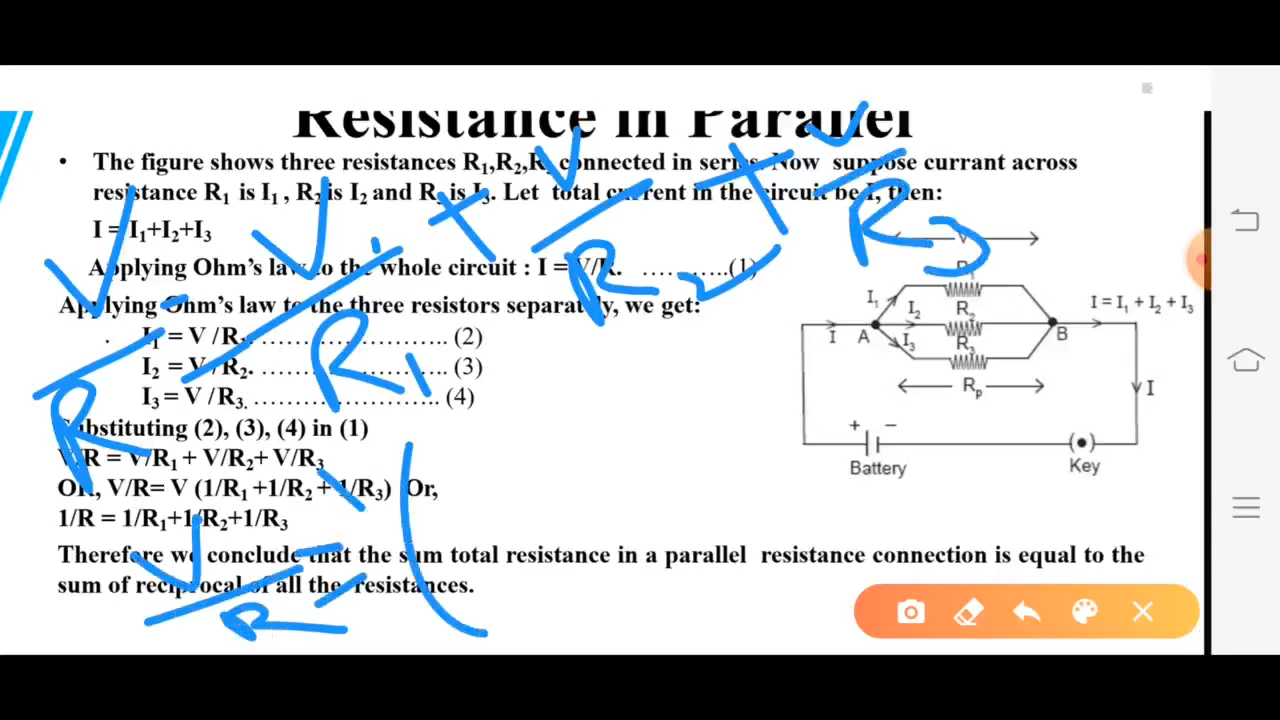 Resistance in Parallel
• The figure shows three resistances R1,R2,R connected in series. Now suppose currant across
resistance R1 is I1 , R2 is I2 and R is I3. Let total current in the circuit be I, then:
I = I1+I2+I3
Applying Ohm's law to the whole circuit : I = V/R. ………..(1)
Applying Ohm's law to the three resistors separately, we get:
I1 = V / R ………………….. (2)
I2 = V / R2. ………………….. (3)
I3 = V / R3. ………………….. (4)
Substituting (2), (3), (4) in (1)
V/R = V/R1 + V/R2+ V/R3
OR, V/R= V (1/R1 +1/R2 + 1/R3) Or,
1/R = 1/R1+1/R2+1/R3
Therefore we conclude that the sum total resistance in a parallel resistance connection is equal to the
sum of reciprocal of all the resistances.
V
R1
I1
I2 R2
I3 R3
I A B
I = I1 + I2 + I3
Rp
I
+ −
Battery
( )
Key
V/R = V/R1 + V/R2 + V/R3
V/R = (